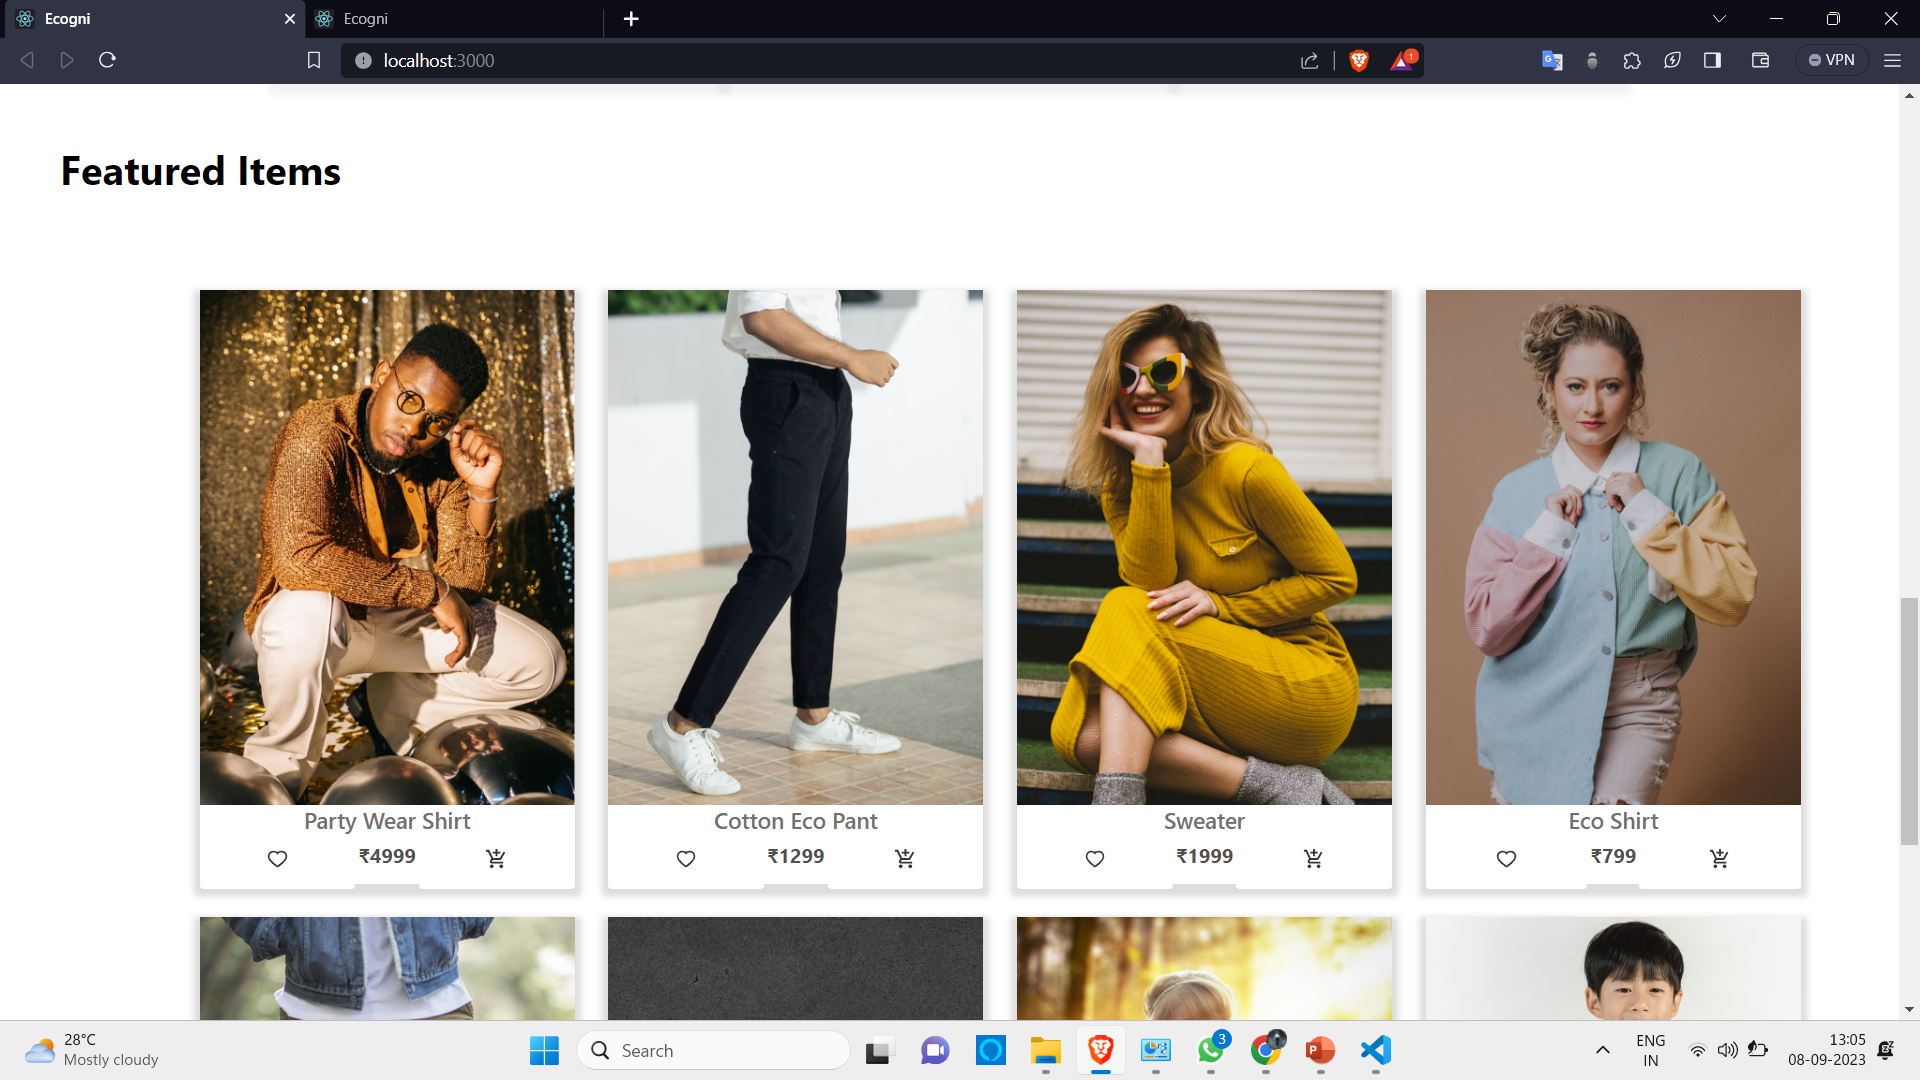 Ecogni
Ecogni
localhost:3000
1
VPN
Featured Items
Party Wear Shirt
₹4999
Cotton Eco Pant
₹1299
Sweater
₹1999
Eco Shirt
₹799
28°C
Mostly cloudy
Search
3
ENG
IN
13:05
08-09-2023